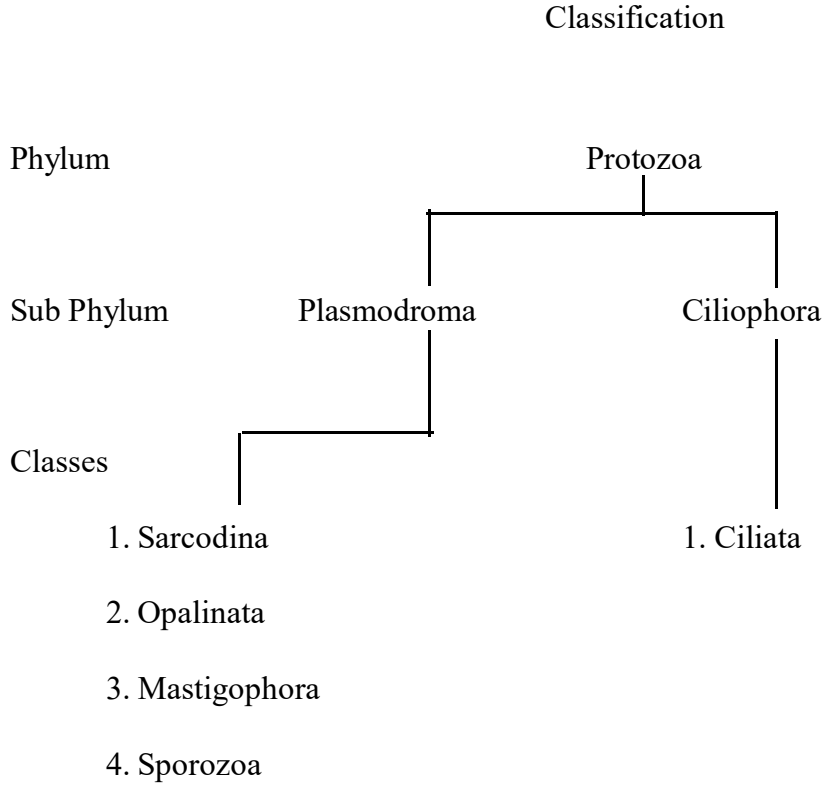 Classification
Phylum Protozoa
Sub Phylum Plasmodroma Ciliophora
Classes
1. Sarcodina 1. Ciliata
2. Opalinata
3. Mastigophora
4. Sporozoa